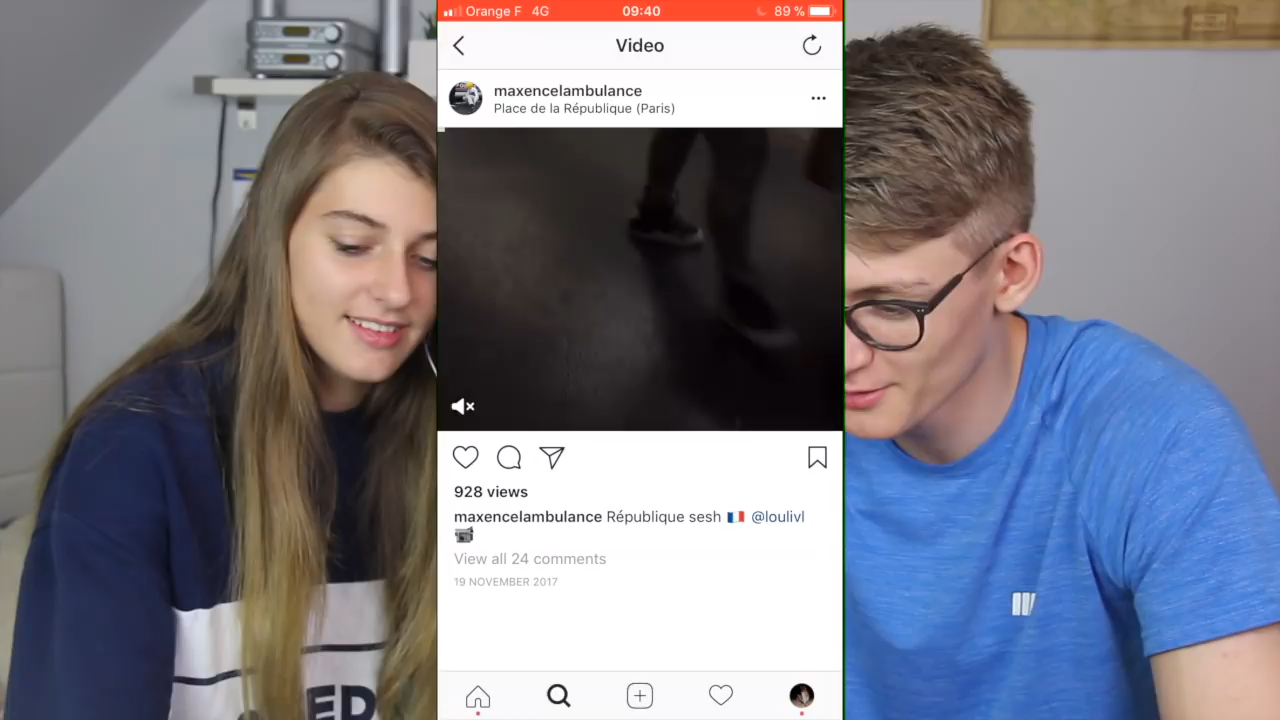 Orange F 4G 09:40 89 %
Video
maxencelambulance
Place de la République (Paris)
928 views
maxencelambulance République sesh 🇫🇷 @loulivl
📹
View all 24 comments
19 NOVEMBER 2017
ED